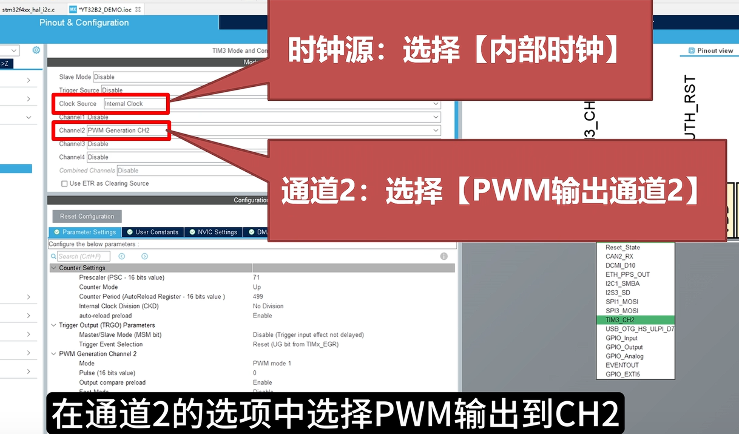 stm32f4xx_hal_i2c.c
*YT32B2_DEMO.ioc
Pinout & Configuration
时钟源：选择【内部时钟】
Pinout view
TIM3 Mode and Con
Mo
>Z
Slave Mode Disable
Trigger Source Disable
Clock Source Internal Clock
Channel1 Disable
Channel2 PWM Generation CH2
Channel3 Disable
Channel4 Disable
Combined Channels Disable
Use ETR as Clearing Source
通道2：选择【PWM输出通道2】
Configuration
Reset Configuration
Parameter Settings
User Constants
NVIC Settings
DM
Configure the below parameters :
Search (Ctrl+F)
Counter Settings
Prescaler (PSC - 16 bits value) 71
Counter Mode Up
Counter Period (AutoReload Register - 16 bits value ) 499
Internal Clock Division (CKD) No Division
auto-reload preload Enable
Trigger Output (TRGO) Parameters
Master/Slave Mode (MSM bit) Disable (Trigger input effect not delayed)
Trigger Event Selection Reset (UG bit from TIMx_EGR)
PWM Generation Channel 2
Mode PWM mode 1
Pulse (16 bits value) 0
Output compare preload Enable
M3_CH
UTH_RST
Reset_State
CAN2_RX
DCMI_D10
ETH_PPS_OUT
I2C1_SMBA
I2S3_SD
SPI1_MOSI
SPI3_MOSI
TIM3_CH2
USB_OTG_HS_ULPI_D7
GPIO_Input
GPIO_Output
GPIO_Analog
EVENTOUT
GPIO_EXTI5
在通道2的选项中选择PWM输出到CH2